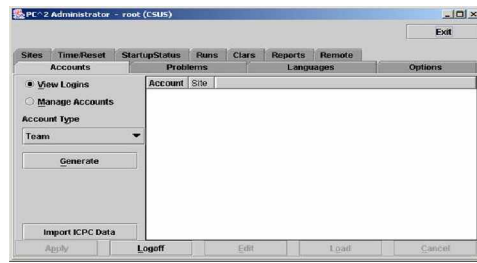 PC^2 Administrator - root (CSUS)
Exit
Sites Time/Reset StartupStatus Runs Clars Reports Remote
Accounts Problems Languages Options
View Logins
Manage Accounts
Account Type
Team
Generate
Import ICPC Data
Account Site
Apply Logoff Edit Load Cancel